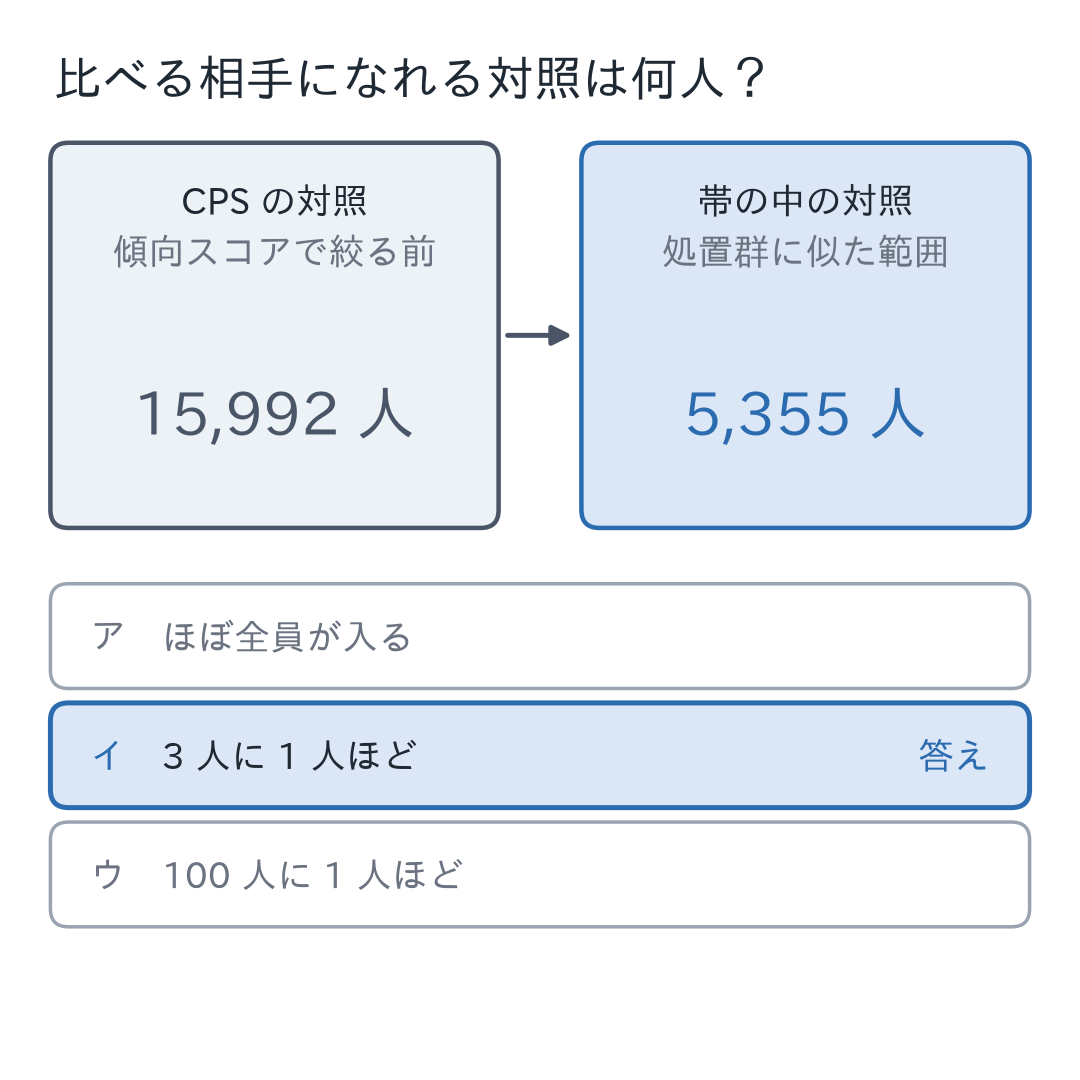 比べる相手になれる対照は何人？
CPS の対照
傾向スコアで絞る前
15,992 人
帯の中の対照
処置群に似た範囲
5,355 人
ア ほぼ全員が入る
イ 3 人に 1 人ほど 答え
ウ 100 人に 1 人ほど